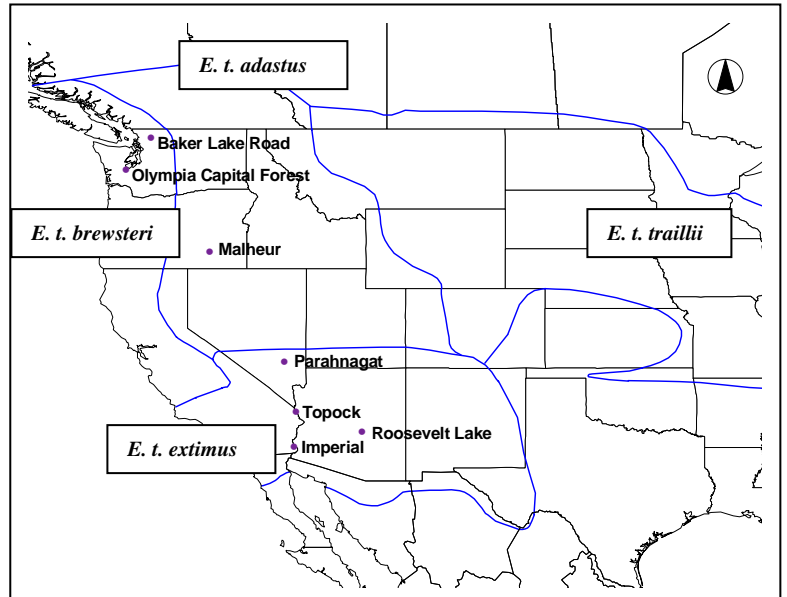 E. t. adastus
Baker Lake Road
Olympia Capital Forest
E. t. brewsteri
E. t. traillii
Malheur
Parahnagat
Topock
Roosevelt Lake
Imperial
E. t. extimus